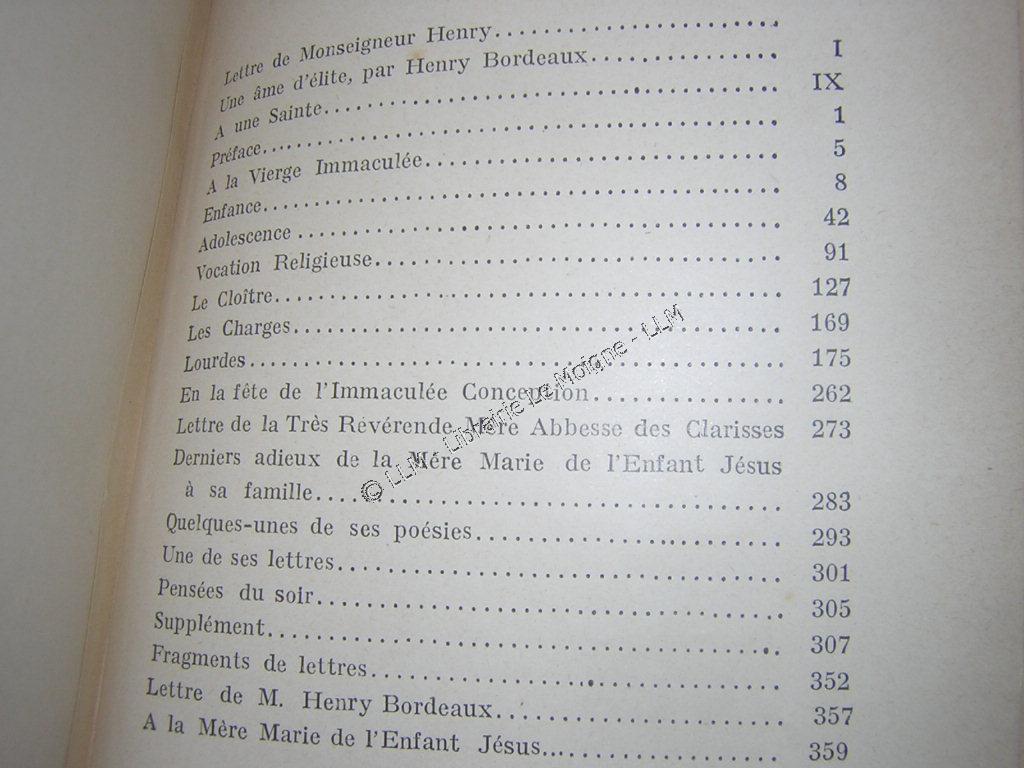 Lettre de Monseigneur Henry..............................
Une âme d'élite, par Henry Bordeaux.................... I
A une Sainte.............................................. IX
Préface................................................... 1
A la Vierge Immaculée.................................... 5
Enfance................................................... 8
Adolescence .............................................. 42
Vocation Religieuse...................................... 91
Le Cloître................................................ 127
Les Charges.............................................. 169
Lourdes................................................... 175
En la fête de l'Immaculée Conception.................. 262
Lettre de la Très Révérende Mère Abbesse des Clarisses 273
Derniers adieux de la Mère Marie de l'Enfant Jésus
à sa famille.............................................. 283
Quelques-unes de ses poésies............................ 293
Une de ses lettres........................................ 301
Pensées du soir.......................................... 305
Supplément............................................... 307
Fragments de lettres..................................... 352
Lettre de M. Henry Bordeaux............................ 357
A la Mère Marie de l'Enfant Jésus...................... 359
© LLM - Librairie Le Moigne - LLM